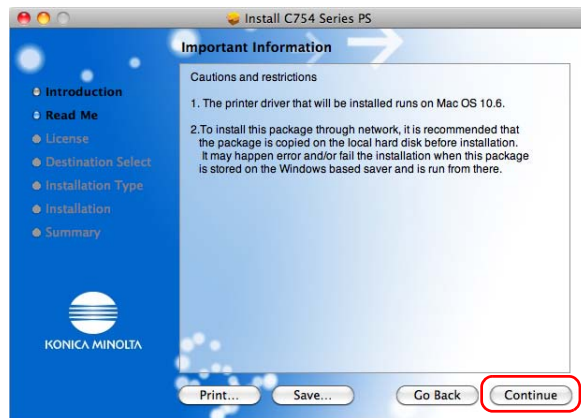 Install C754 Series PS
Important Information
Introduction
Read Me
License
Destination Select
Installation Type
Installation
Summary
KONICA MINOLTA
Cautions and restrictions
1. The printer driver that will be installed runs on Mac OS 10.6.
2.To install this package through network, it is recommended that
the package is copied on the local hard disk before installation.
It may happen error and/or fail the installation when this package
is stored on the Windows based saver and is run from there.
Print...
Save...
Go Back
Continue